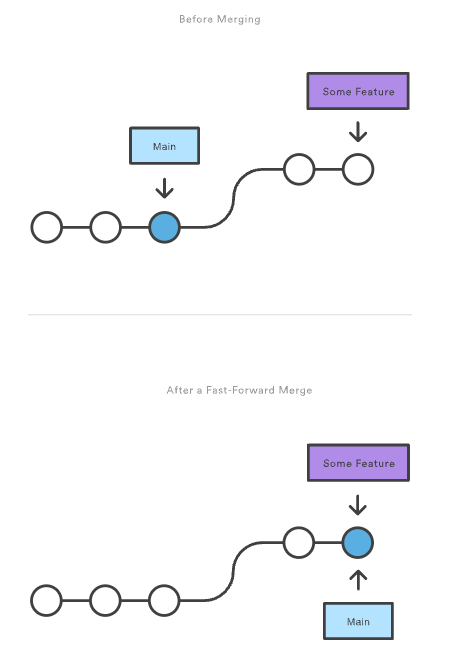 Before Merging
Some Feature
Main
After a Fast-Forward Merge
Some Feature
Main